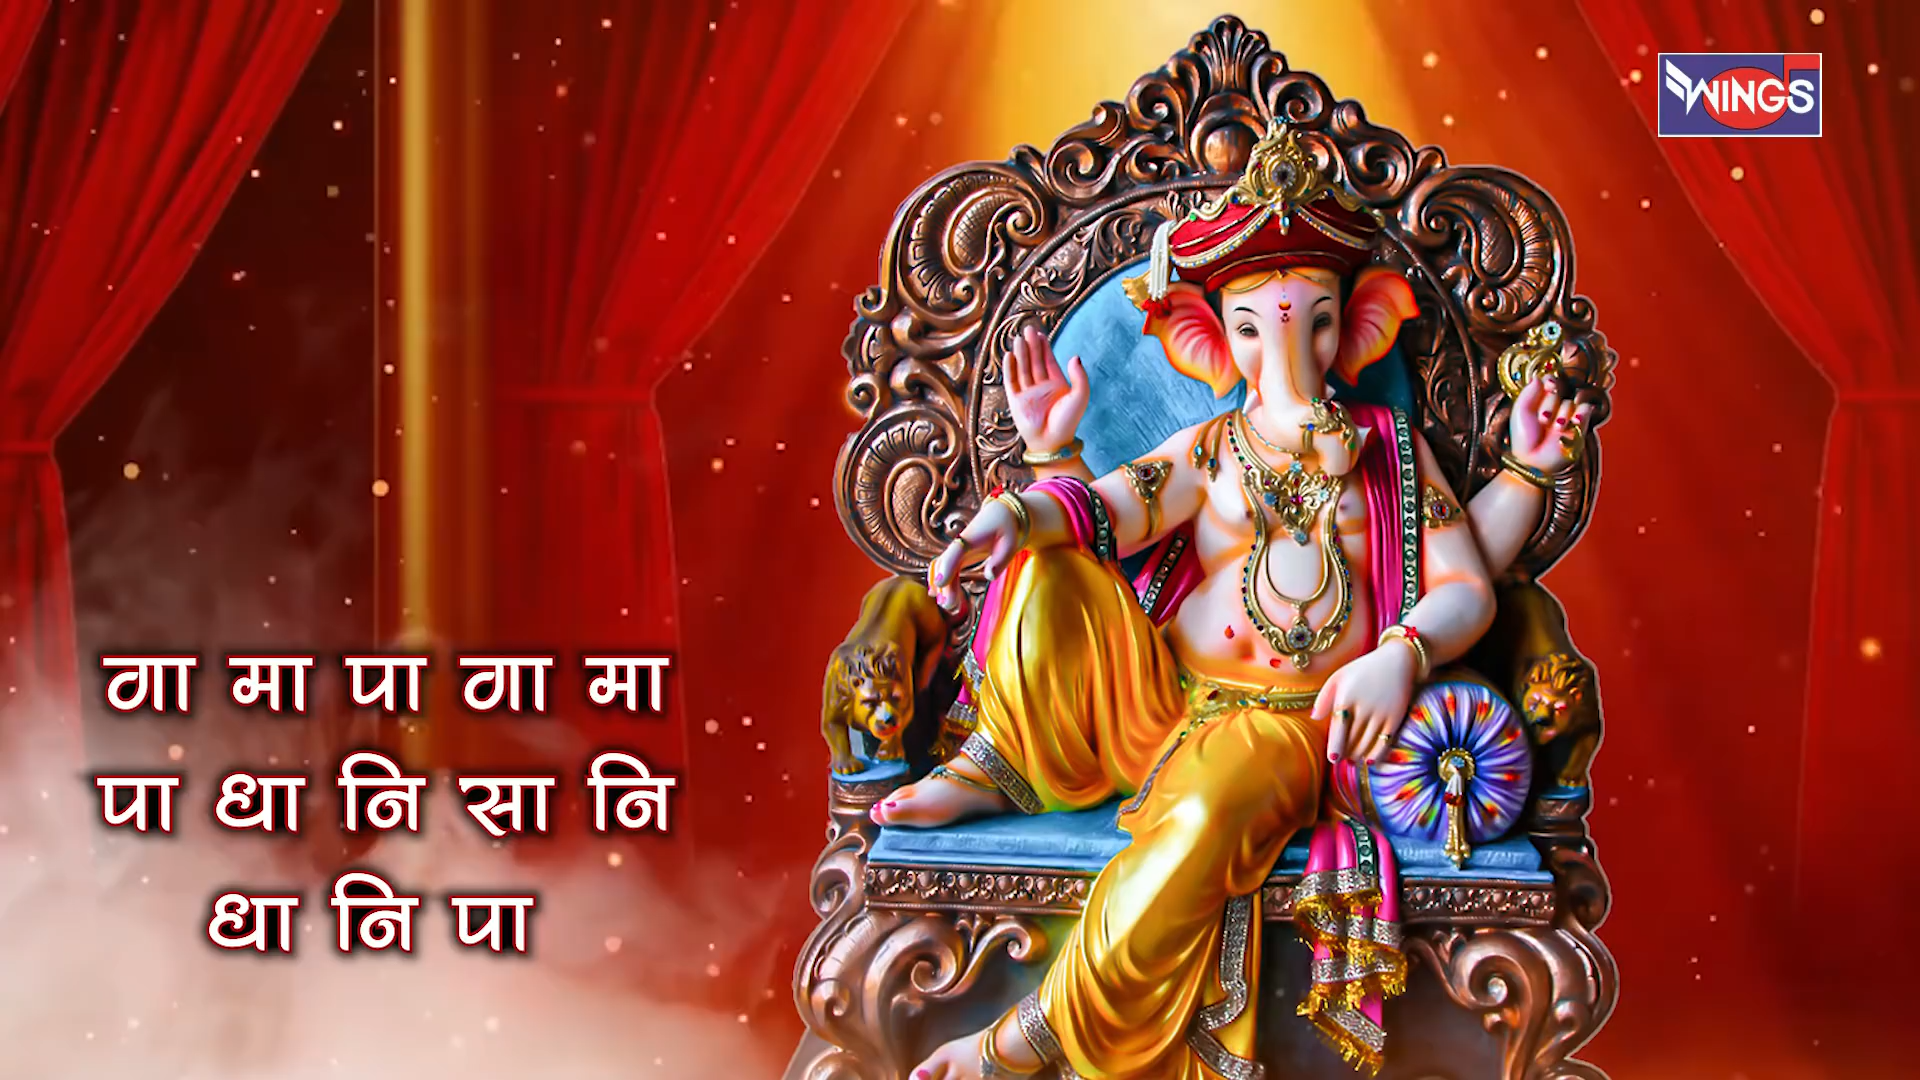 WINGS
गा मा पा गा मा
पा धा नि सा नि
धा नि पा